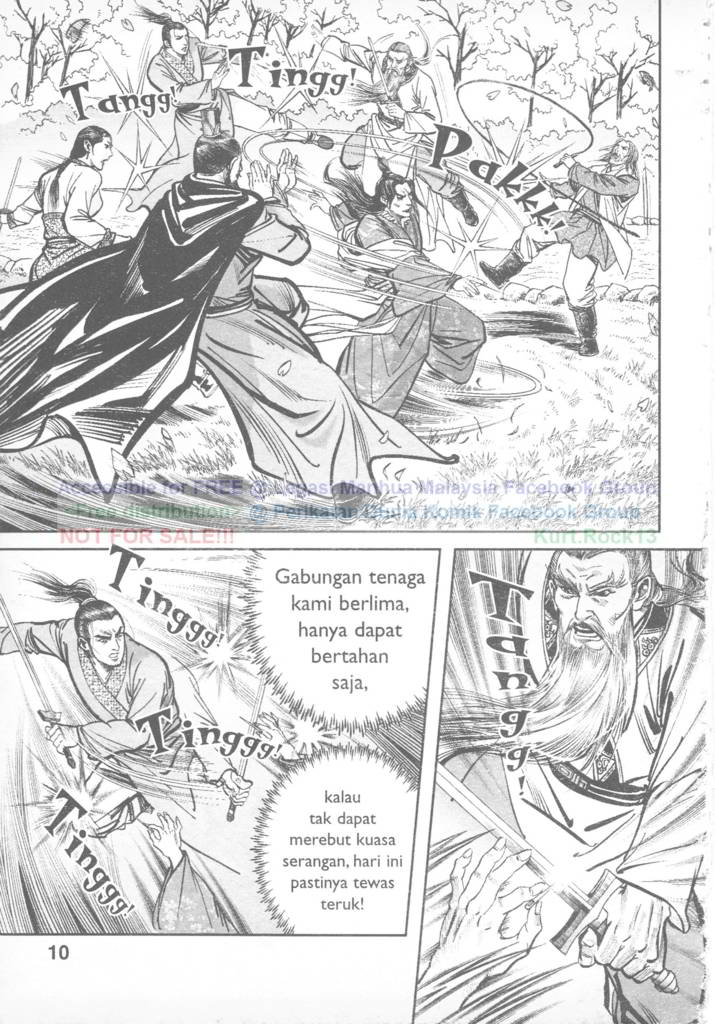 Tangg!
Tingg!
Pakkk!
Accessible for FREE @ Legasi Manhua Malaysia Facebook Group
Free distribution @ Perikatan Dunia Komik Facebook Group
NOT FOR SALE!!! Kurt.Rock13
Tinggg!
Tinggg!
Tinggg!
Gabungan tenaga
kami berlima,
hanya dapat
bertahan
saja,
kalau
tak dapat
merebut kuasa
serangan, hari ini
pastinya tewas
teruk!
Tangg!
10